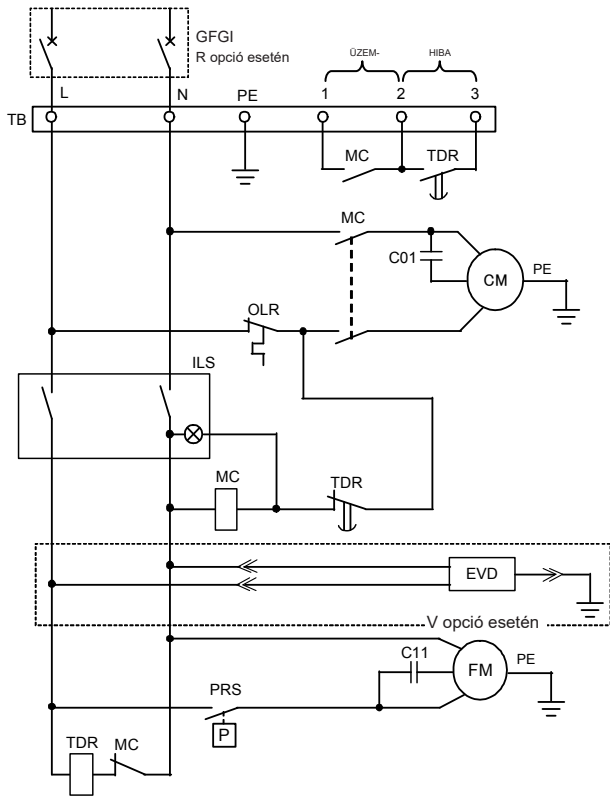 GFGI
R opció esetén
ÜZEM-
HIBA
L
N
PE
1
2
3
TB
MC
TDR
MC
C01
CM
PE
OLR
ILS
MC
TDR
EVD
V opció esetén
C11
FM
PE
PRS
P
TDR
MC